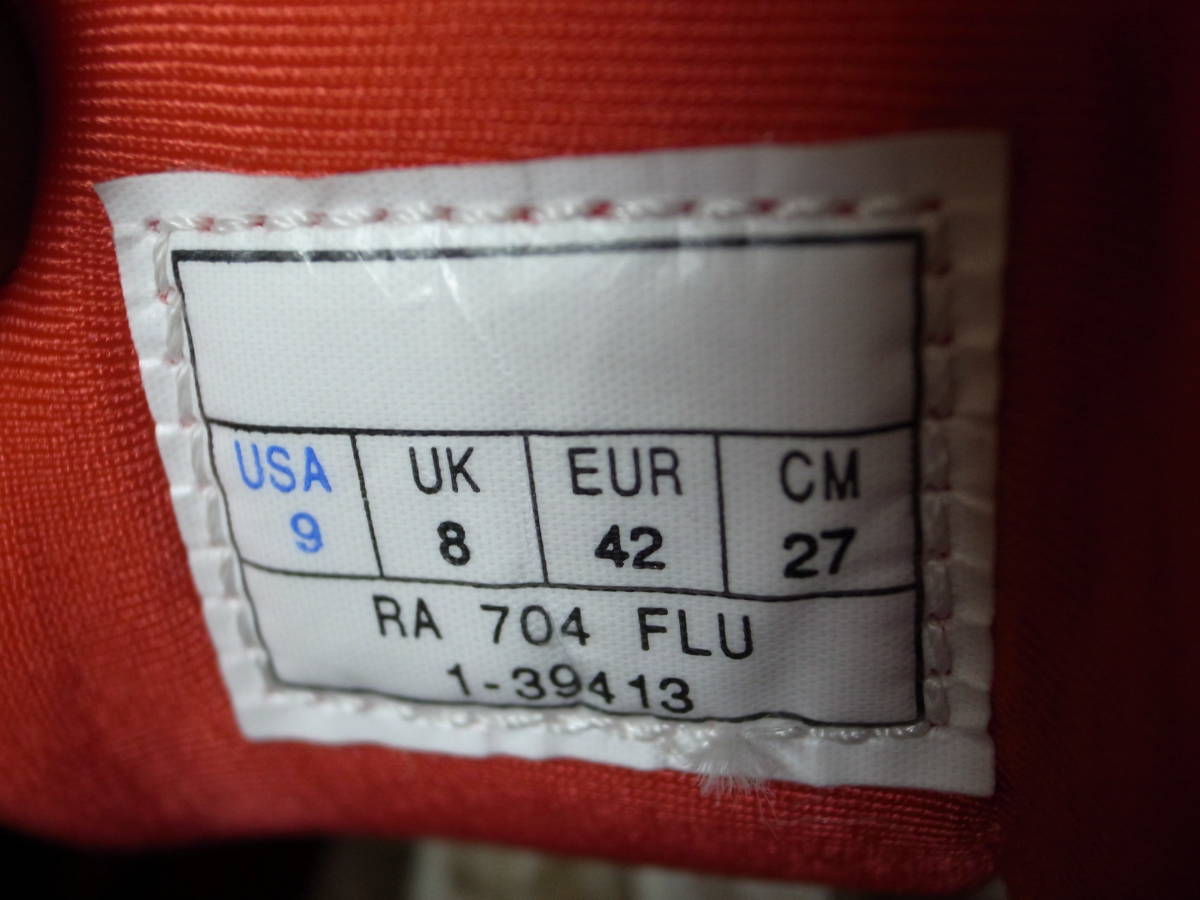 USA UK EUR CM
9 8 42 27
RA 704 FLU
1-39413